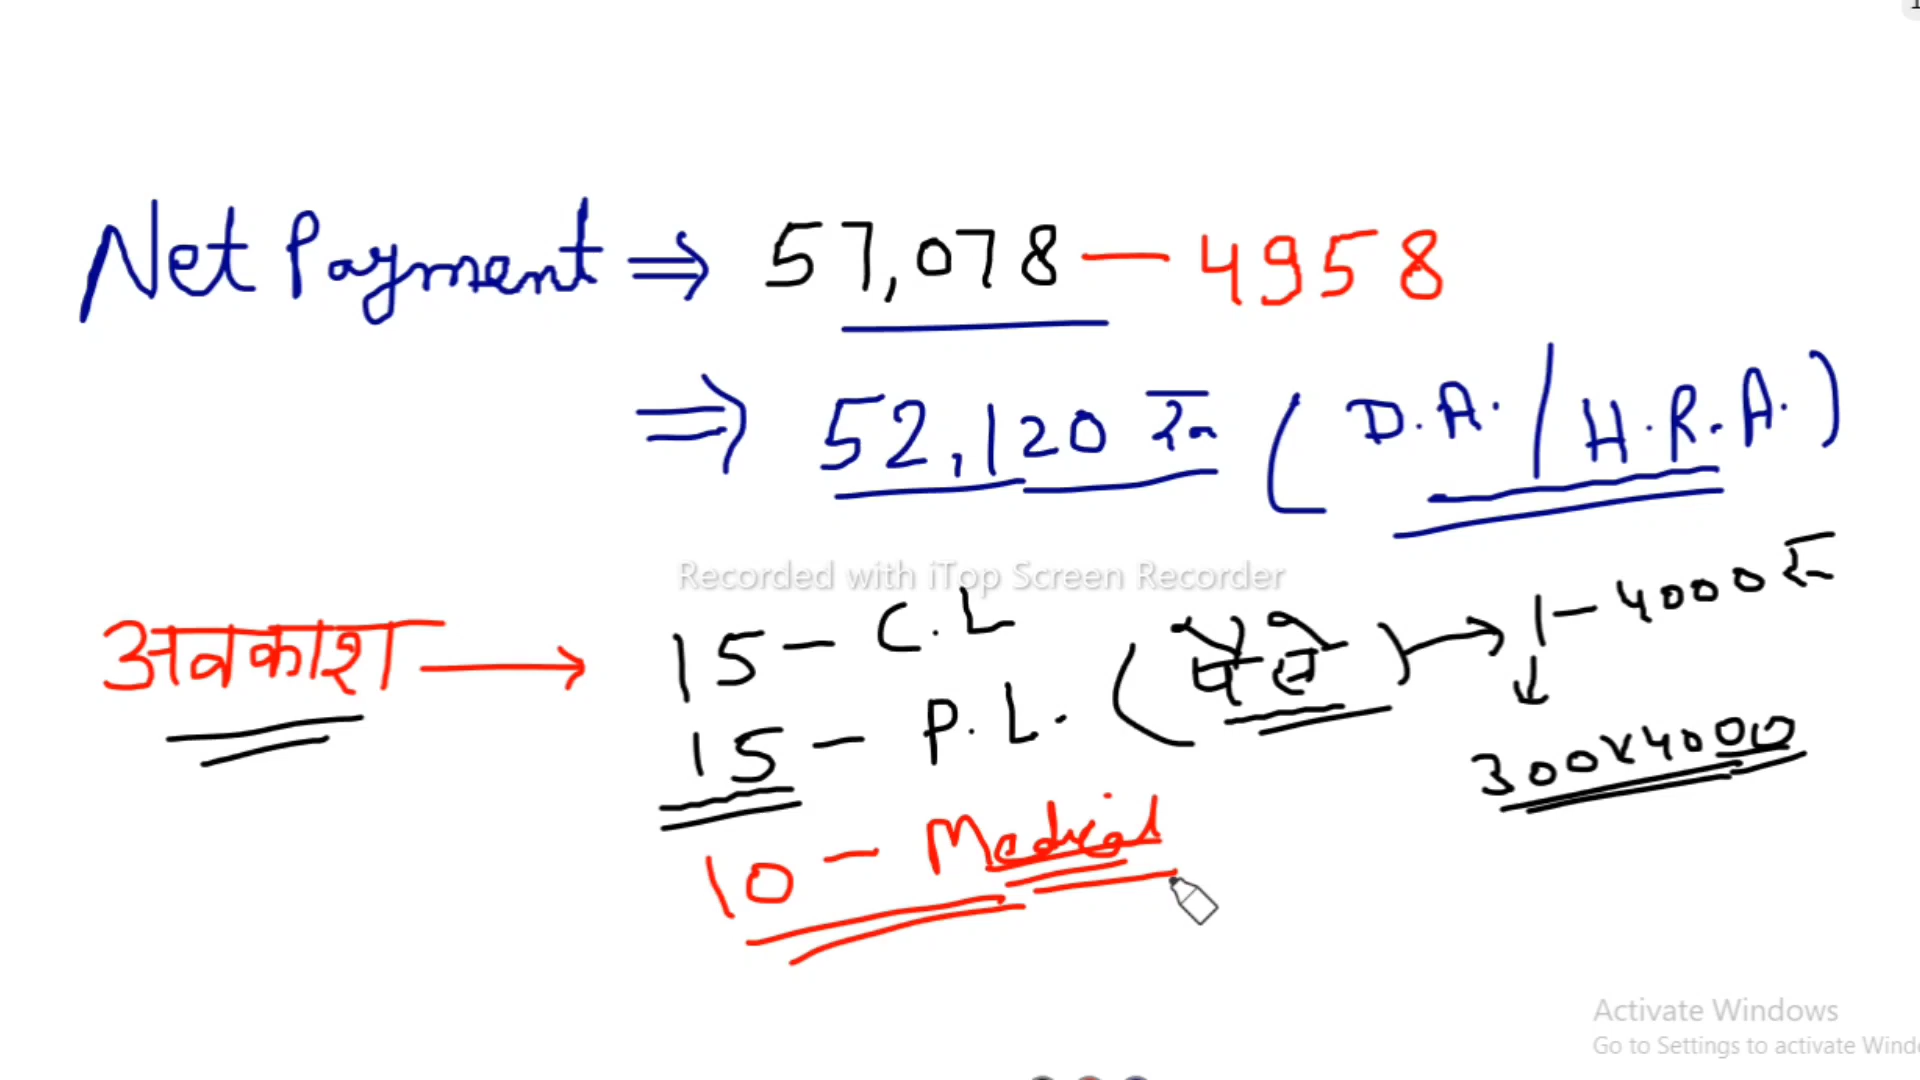 Net Payment ⇒ 57,078 — 4958
⇒ 52,120 रु (D.A. / H.R.A.)
Recorded with iTop Screen Recorder
अवकाश → 15 — C.L
15 — P.L. (पैसे) → 1 — 4000 रु
↓
300×4000
10 — Medical
Activate Windows
Go to Settings to activate Windo